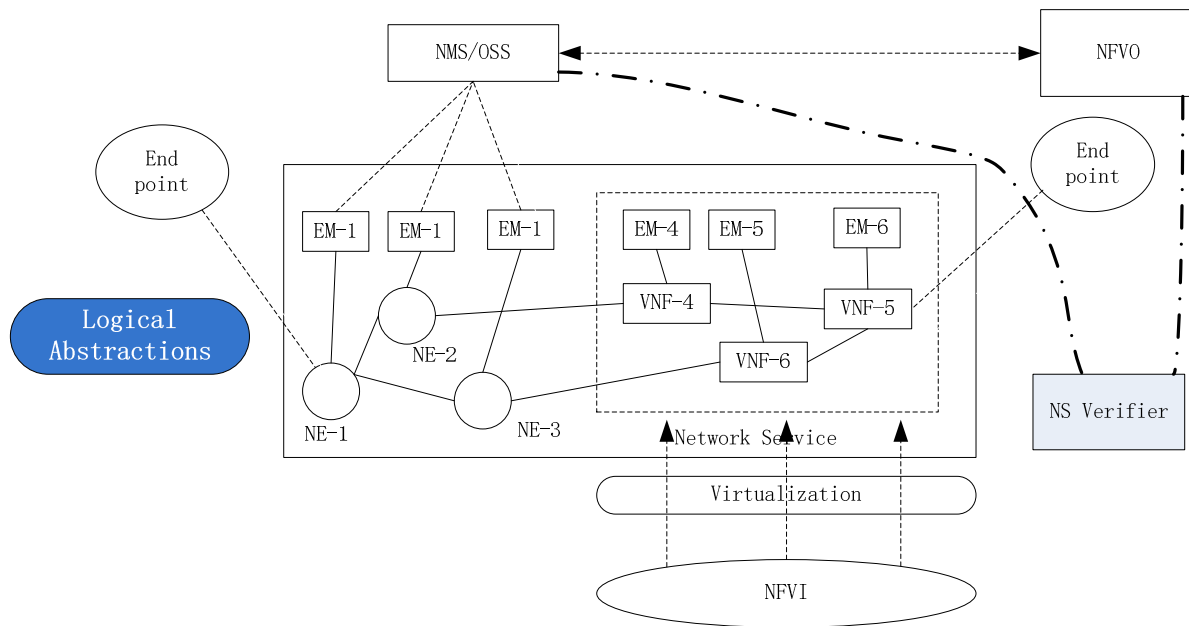 NMS/OSS
NFVO
End
point
End
point
EM-1
EM-1
EM-1
EM-4
EM-5
EM-6
VNF-4
VNF-5
Logical
Abstractions
NE-2
VNF-6
NE-1
NE-3
NS Verifier
Network Service
Virtualization
NFVI